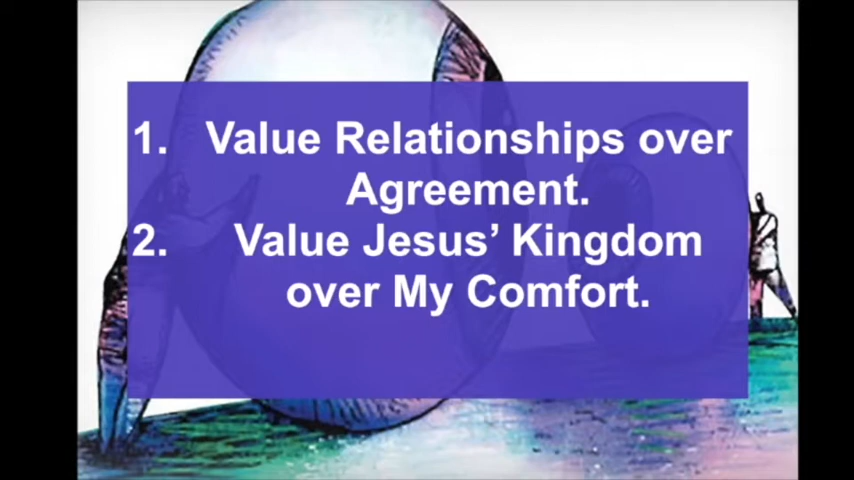 1. Value Relationships over
Agreement.
2. Value Jesus’ Kingdom
over My Comfort.